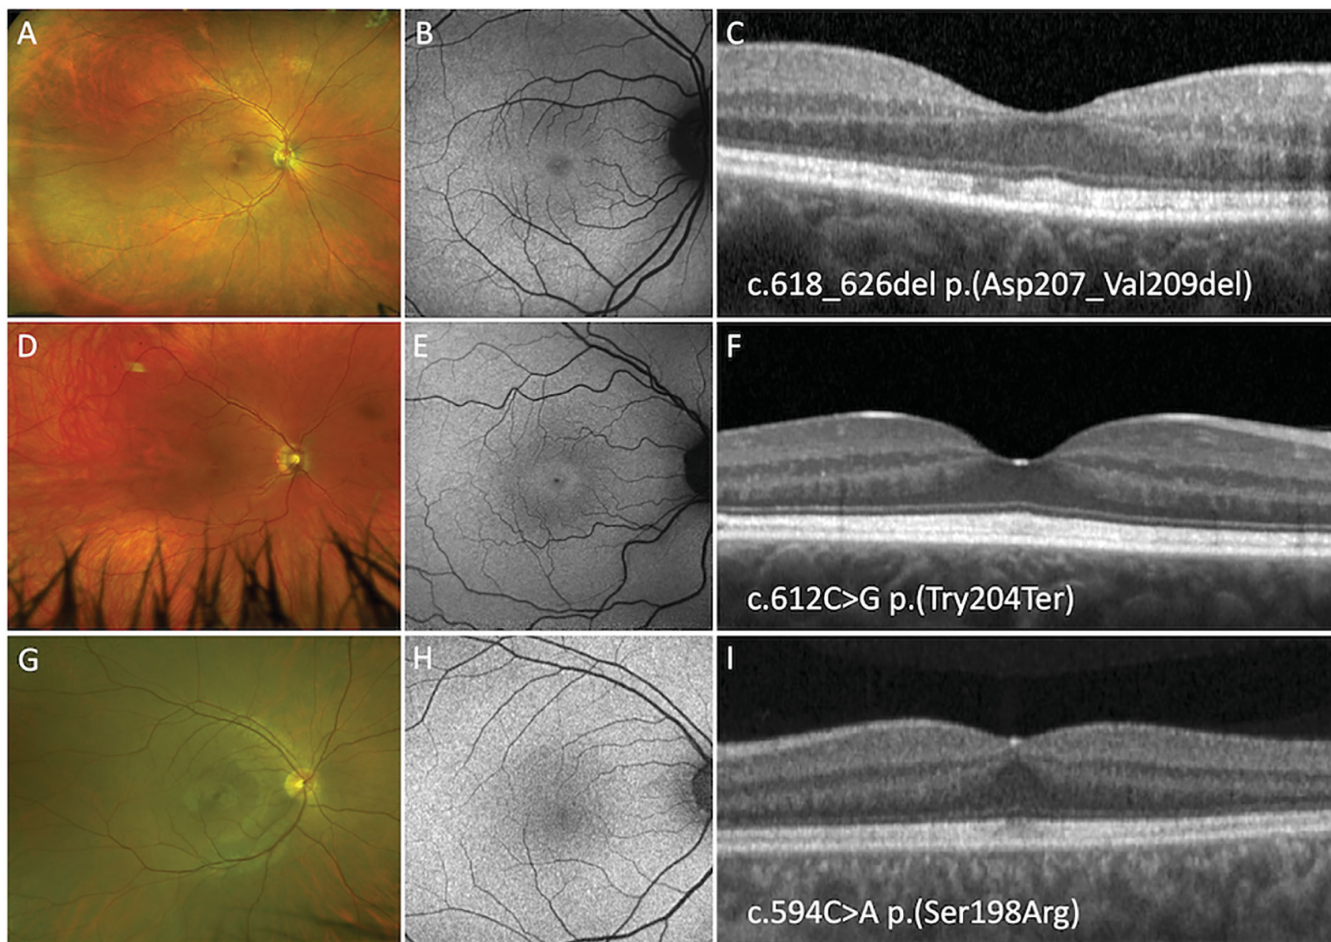 A
B
C
c.618_626del p.(Asp207_Val209del)
D
E
F
c.612C>G p.(Try204Ter)
G
H
I
c.594C>A p.(Ser198Arg)